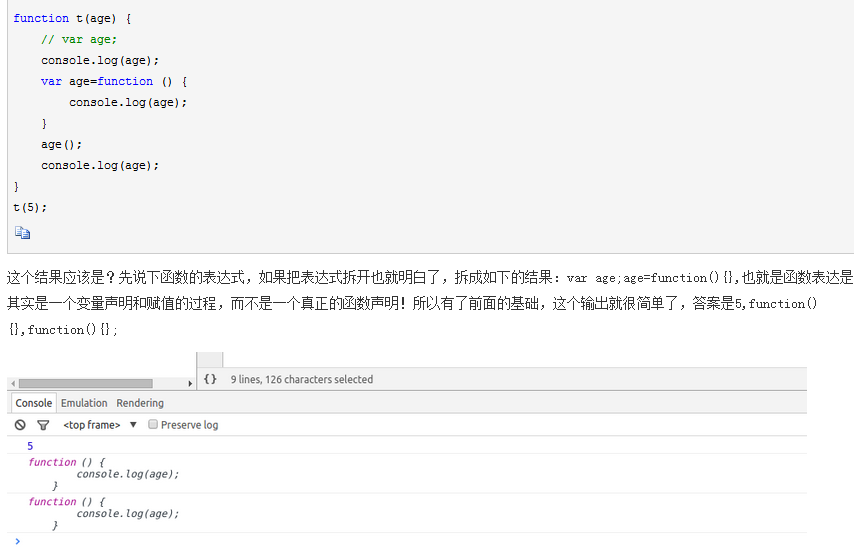 function t(age) {
    // var age;
    console.log(age);
    var age=function () {
        console.log(age);
    }
    age();
    console.log(age);
}
t(5);
这个结果应该是？先说下函数的表达式，如果把表达式拆开也就明白了，拆成如下的结果：var age;age=function(){},也就是函数表达是
其实是一个变量声明和赋值的过程，而不是一个真正的函数声明！所以有了前面的基础，这个输出就很简单了，答案是5,function()
{},function(){};
{} 9 lines, 126 characters selected
Console Emulation Rendering
<top frame> ▼ Preserve log
5
function () {
        console.log(age);
    }
function () {
        console.log(age);
    }
>